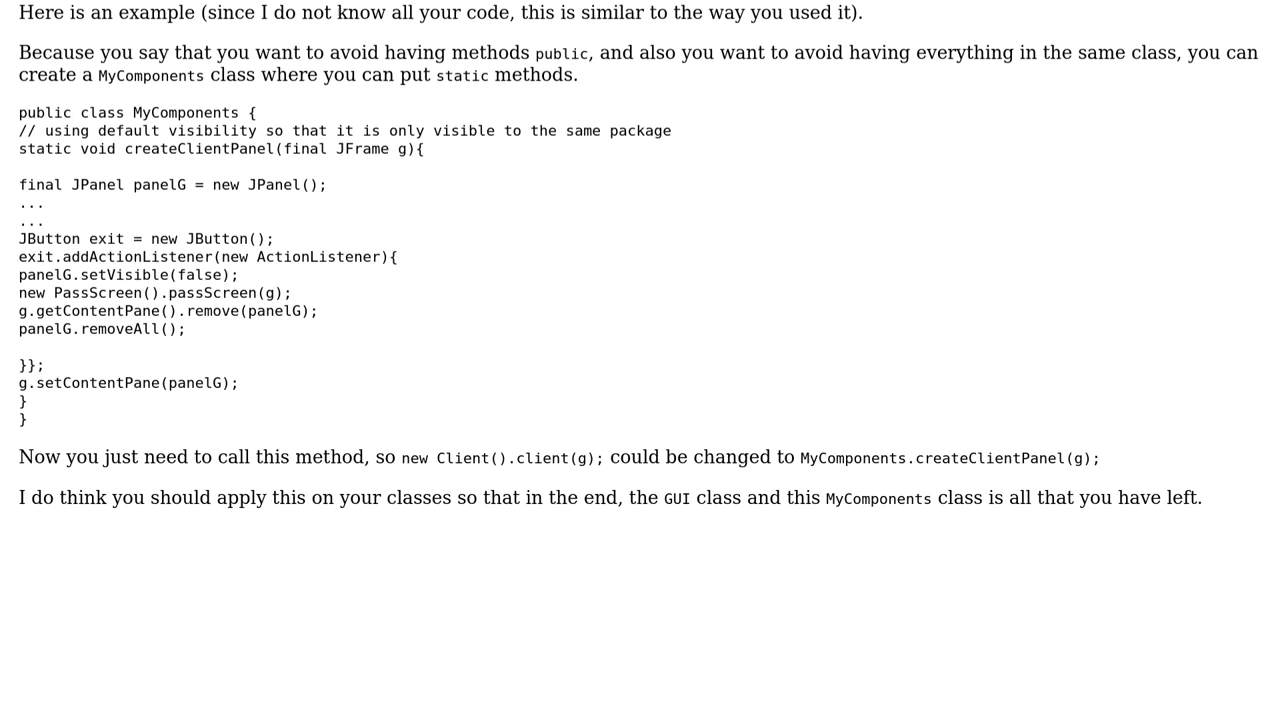 Here is an example (since I do not know all your code, this is similar to the way you used it).
Because you say that you want to avoid having methods public, and also you want to avoid having everything in the same class, you can
create a MyComponents class where you can put static methods.
public class MyComponents {
// using default visibility so that it is only visible to the same package
static void createClientPanel(final JFrame g){
final JPanel panelG = new JPanel();
...
...
JButton exit = new JButton();
exit.addActionListener(new ActionListener){
panelG.setVisible(false);
new PassScreen().passScreen(g);
g.getContentPane().remove(panelG);
panelG.removeAll();
}};
g.setContentPane(panelG);
}
}
Now you just need to call this method, so new Client().client(g); could be changed to MyComponents.createClientPanel(g);
I do think you should apply this on your classes so that in the end, the GUI class and this MyComponents class is all that you have left.